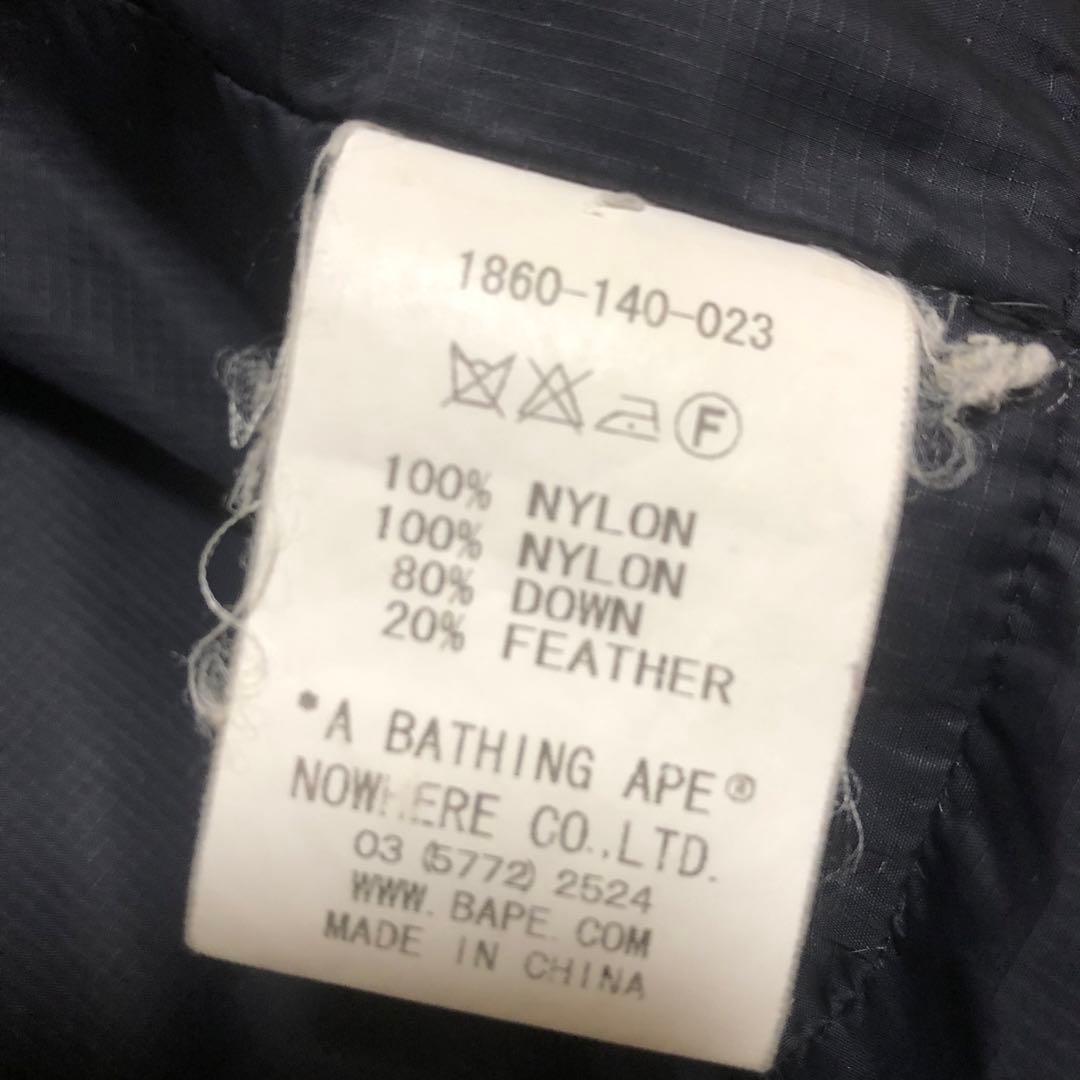 1860-140-023
F
100% NYLON
100% NYLON
80% DOWN
20% FEATHER
*A BATHING APE®
NOWHERE CO.,LTD.
03 (5772) 2524
WWW.BAPE.COM
MADE IN CHINA